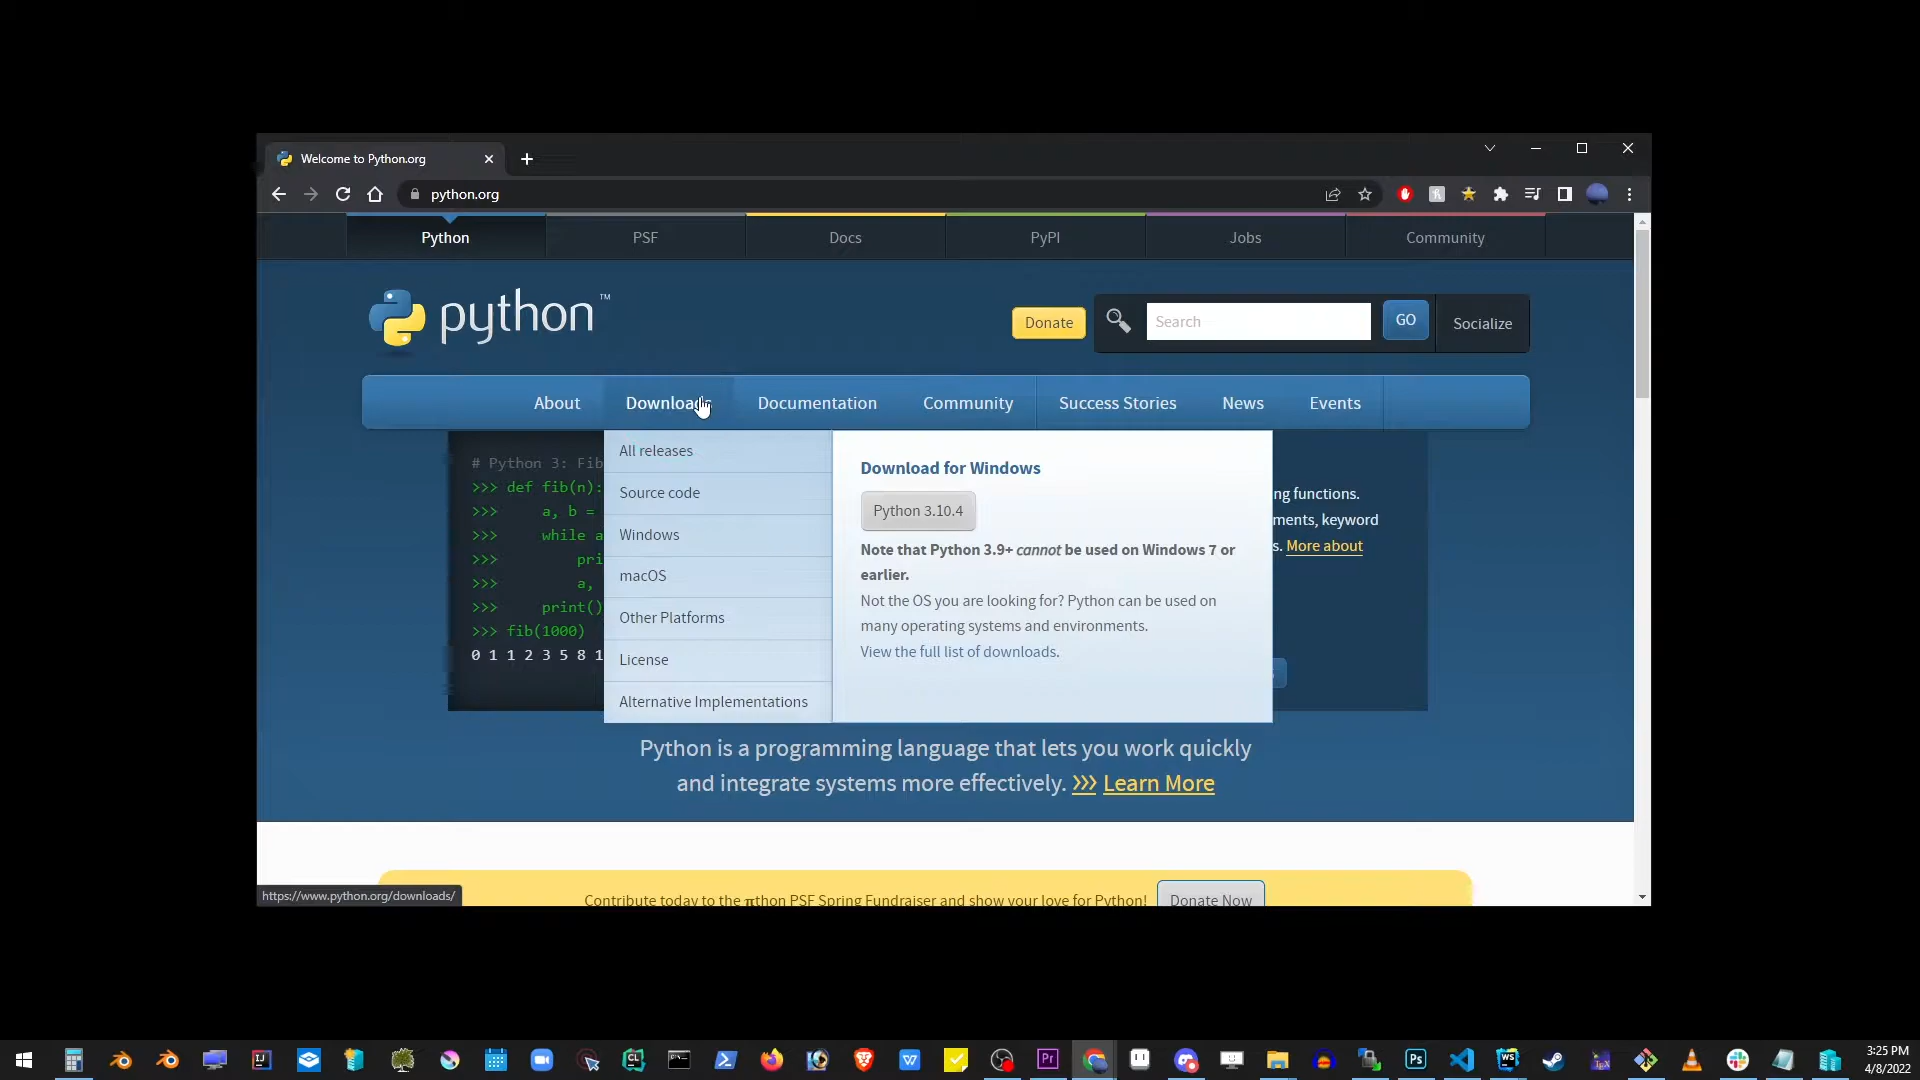 Welcome to Python.org
python.org
Python PSF Docs PyPI Jobs Community
python™
Donate Search GO Socialize
About Downloads Documentation Community Success Stories News Events
All releases
Source code
Windows
macOS
Other Platforms
License
Alternative Implementations
Download for Windows
Python 3.10.4
Note that Python 3.9+ cannot be used on Windows 7 or
earlier.
Not the OS you are looking for? Python can be used on
many operating systems and environments.
View the full list of downloads.
# Python 3: Fib
>>> def fib(n):
>>> a, b =
>>> while a
>>> pri
>>> a,
>>> print()
>>> fib(1000)
0 1 1 2 3 5 8 1
ng functions.
ments, keyword
s. More about
Python is a programming language that lets you work quickly
and integrate systems more effectively. >>> Learn More
Contribute today to the πthon PSF Spring Fundraiser and show your love for Python! Donate Now
https://www.python.org/downloads/
IJ CL W Pr Ps WS
3:25 PM
4/8/2022